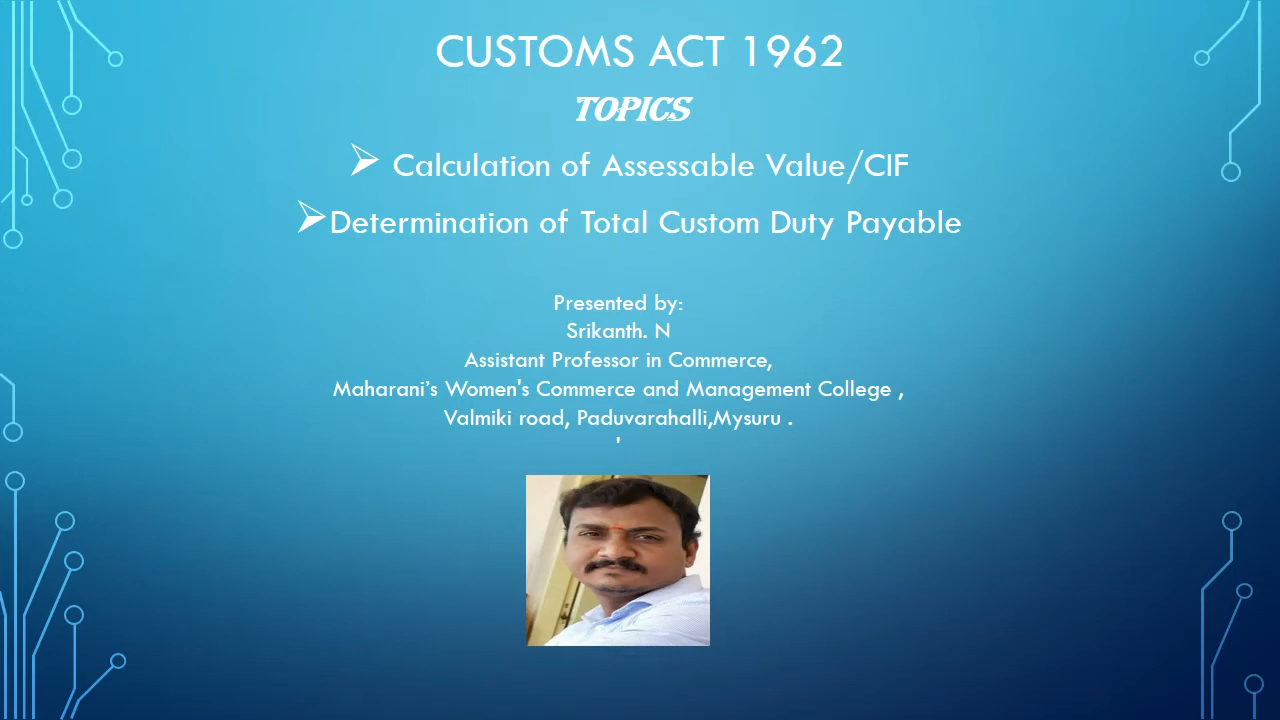 CUSTOMS ACT 1962
TOPICS
➢ Calculation of Assessable Value/CIF
➢Determination of Total Custom Duty Payable
Presented by:
Srikanth. N
Assistant Professor in Commerce,
Maharani’s Women's Commerce and Management College ,
Valmiki road, Paduvarahalli,Mysuru .
'